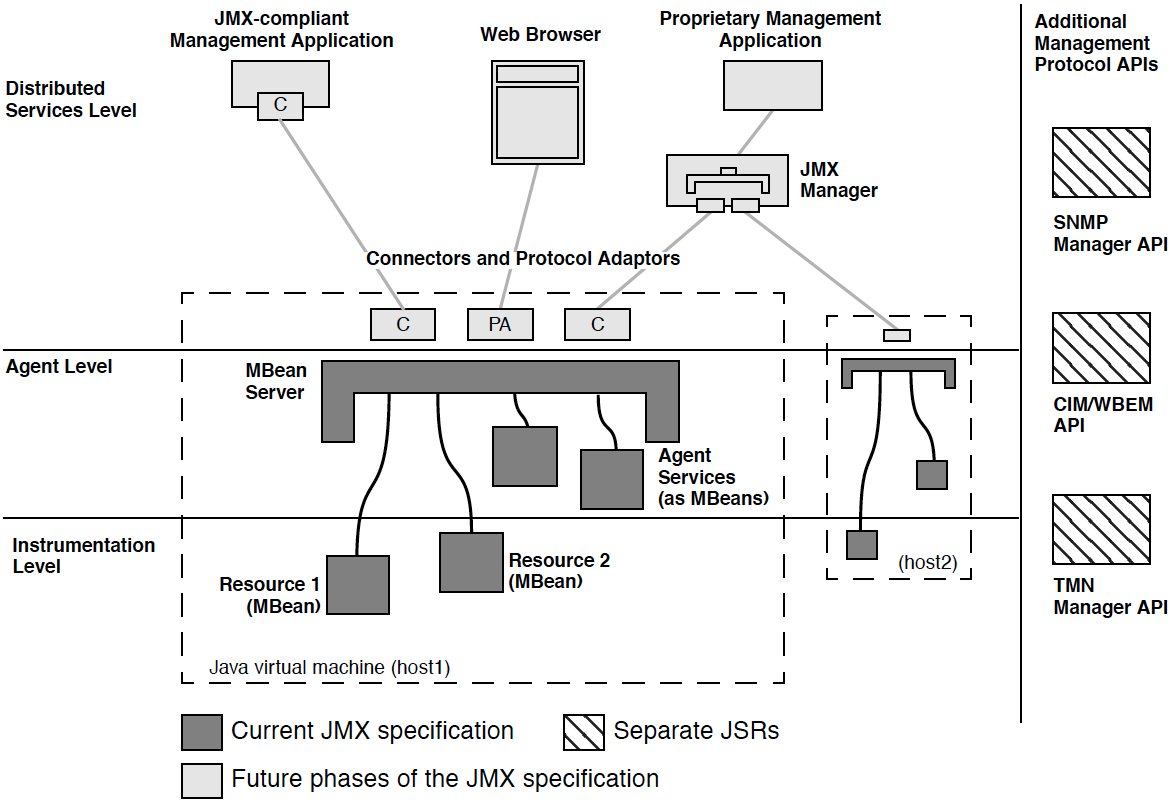 JMX-compliant
Management Application
Web Browser
Proprietary Management
Application
Additional
Management
Protocol APIs
Distributed
Services Level
C
JMX
Manager
SNMP
Manager API
Connectors and Protocol Adaptors
C
PA
C
Agent Level
MBean
Server
CIM/WBEM
API
Agent
Services
(as MBeans)
Instrumentation
Level
Resource 1
(MBean)
Resource 2
(MBean)
(host2)
TMN
Manager API
Java virtual machine (host1)
Current JMX specification
Separate JSRs
Future phases of the JMX specification